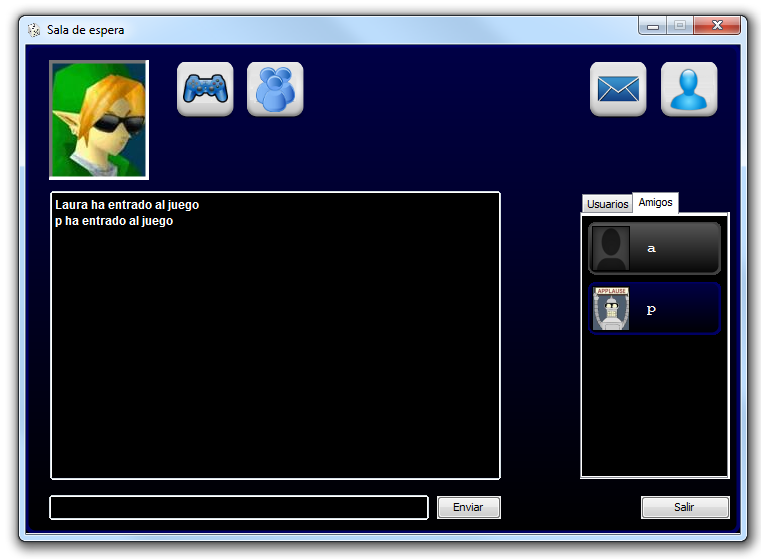 Sala de espera
Laura ha entrado al juego
p ha entrado al juego
Usuarios
Amigos
a
APPLAUSE
p
Enviar
Salir